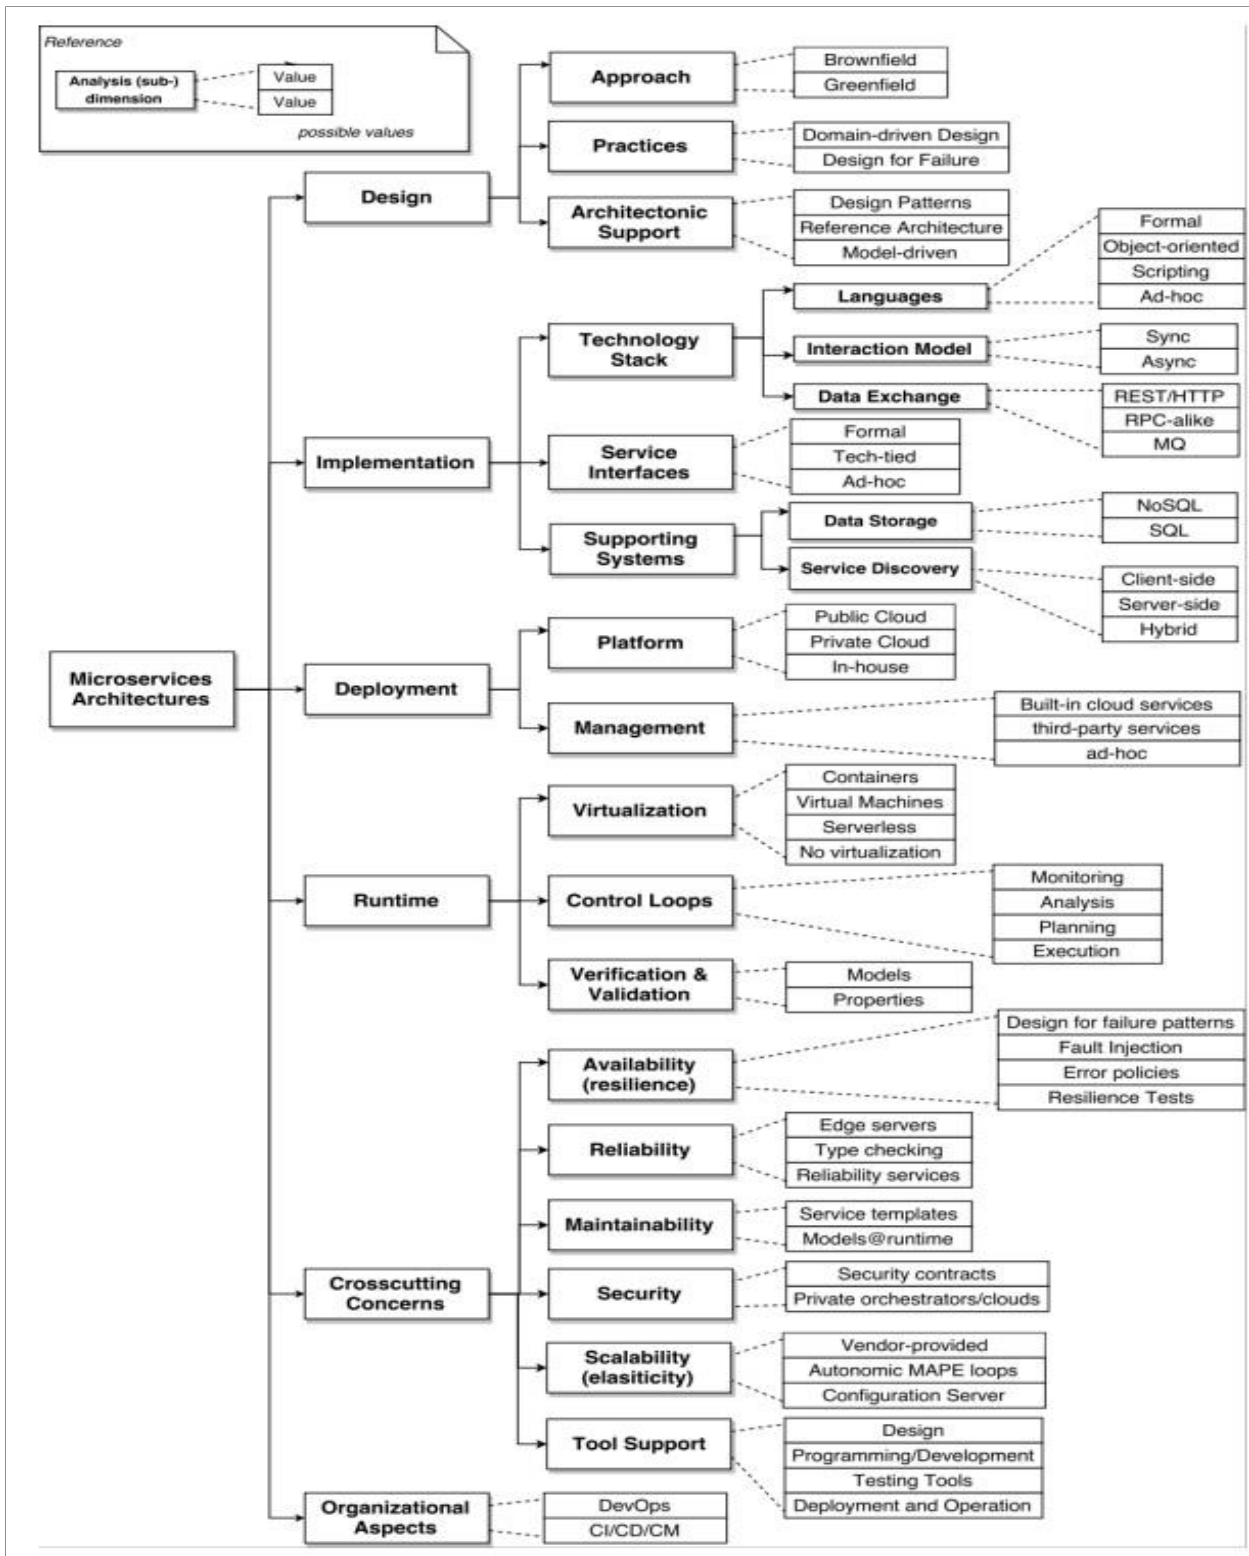 Reference
Analysis (sub-)
dimension
Value
Value
possible values
Microservices
Architectures
Design
Approach
Brownfield
Greenfield
Practices
Domain-driven Design
Design for Failure
Architectonic
Support
Design Patterns
Reference Architecture
Model-driven
Implementation
Technology
Stack
Languages
Formal
Object-oriented
Scripting
Ad-hoc
Interaction Model
Sync
Async
Data Exchange
REST/HTTP
RPC-alike
MQ
Service
Interfaces
Formal
Tech-tied
Ad-hoc
Supporting
Systems
Data Storage
NoSQL
SQL
Service Discovery
Client-side
Server-side
Hybrid
Deployment
Platform
Public Cloud
Private Cloud
In-house
Management
Built-in cloud services
third-party services
ad-hoc
Runtime
Virtualization
Containers
Virtual Machines
Serverless
No virtualization
Control Loops
Monitoring
Analysis
Planning
Execution
Verification &
Validation
Models
Properties
Crosscutting
Concerns
Availability
(resilience)
Design for failure patterns
Fault Injection
Error policies
Resilience Tests
Reliability
Edge servers
Type checking
Reliability services
Maintainability
Service templates
Models@runtime
Security
Security contracts
Private orchestrators/clouds
Scalability
(elasiticity)
Vendor-provided
Autonomic MAPE loops
Configuration Server
Tool Support
Design
Programming/Development
Testing Tools
Deployment and Operation
Organizational
Aspects
DevOps
CI/CD/CM